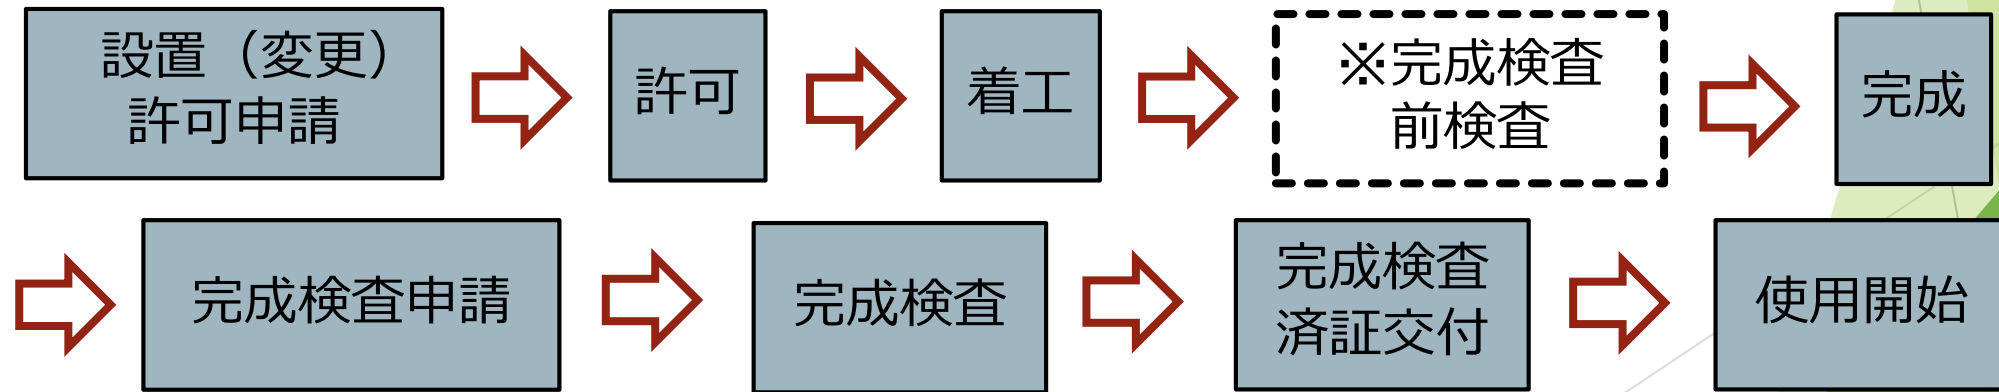 設置（変更）
許可申請
許可
着工
※完成検査
前検査
完成
完成検査申請
完成検査
完成検査
済証交付
使用開始